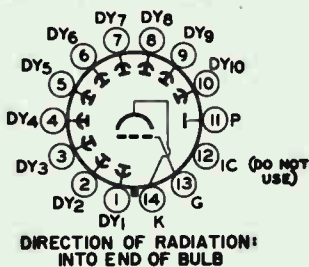 DY7 DY8
DY6 7 8 DY9
6 9
DY5 5 10 DY10
DY4 4 11 P
DY3 3 12 IC (DO NOT USE)
DY2 2 13 G
1 14
DY1 K
DIRECTION OF RADIATION:
INTO END OF BULB